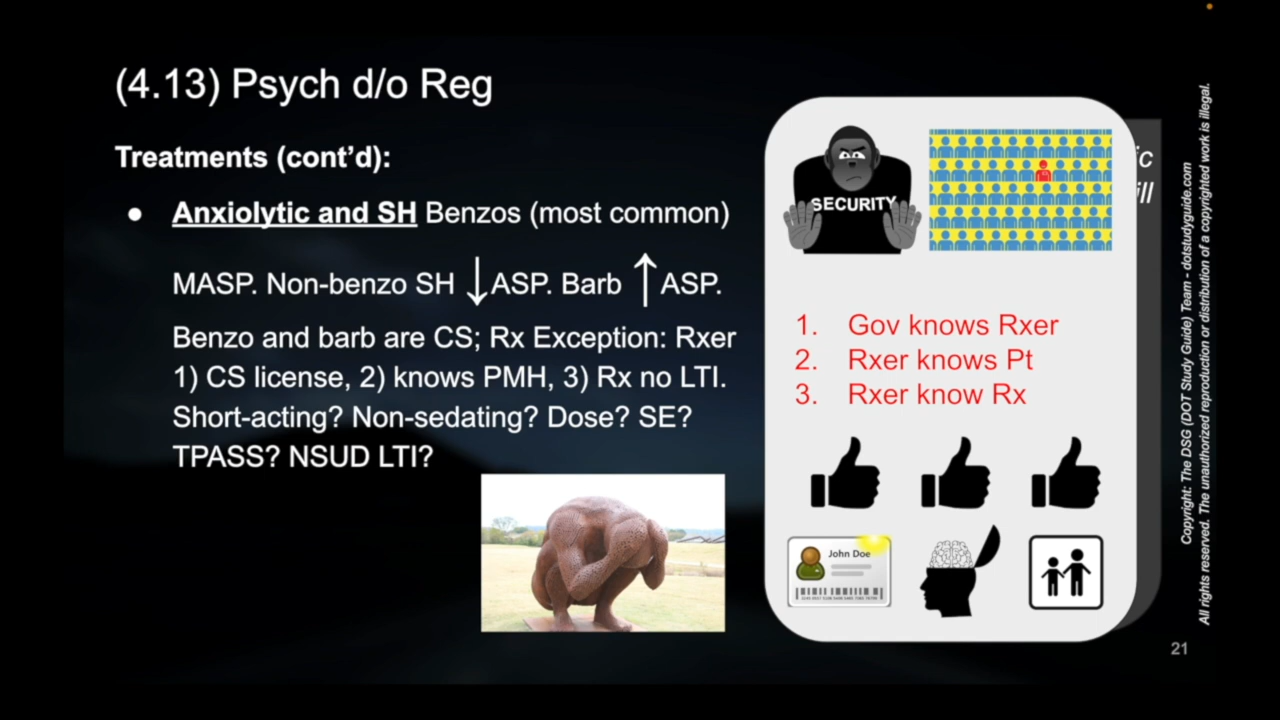 (4.13) Psych d/o Reg
Treatments (cont’d):
● Anxiolytic and SH Benzos (most common)
MASP. Non-benzo SH ↓ASP. Barb ↑ASP.
Benzo and barb are CS; Rx Exception: Rxer
1) CS license, 2) knows PMH, 3) Rx no LTI.
Short-acting? Non-sedating? Dose? SE?
TPASS? NSUD LTI?
SECURITY
1. Gov knows Rxer
2. Rxer knows Pt
3. Rxer know Rx
John Doe
ic
ill
Copyright: The DSG (DOT Study Guide) Team - dotstudyguide.com
All rights reserved. The unauthorized reproduction or distribution of a copyrighted work is illegal.
21